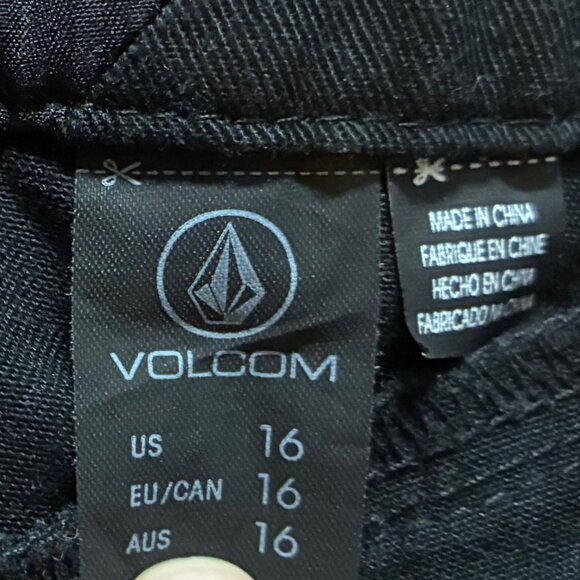 VOLCOM
US 16
EU/CAN 16
AUS 16
MADE IN CHINA
FABRIQUE EN CHINE
HECHO EN CHINA
FABRICADO